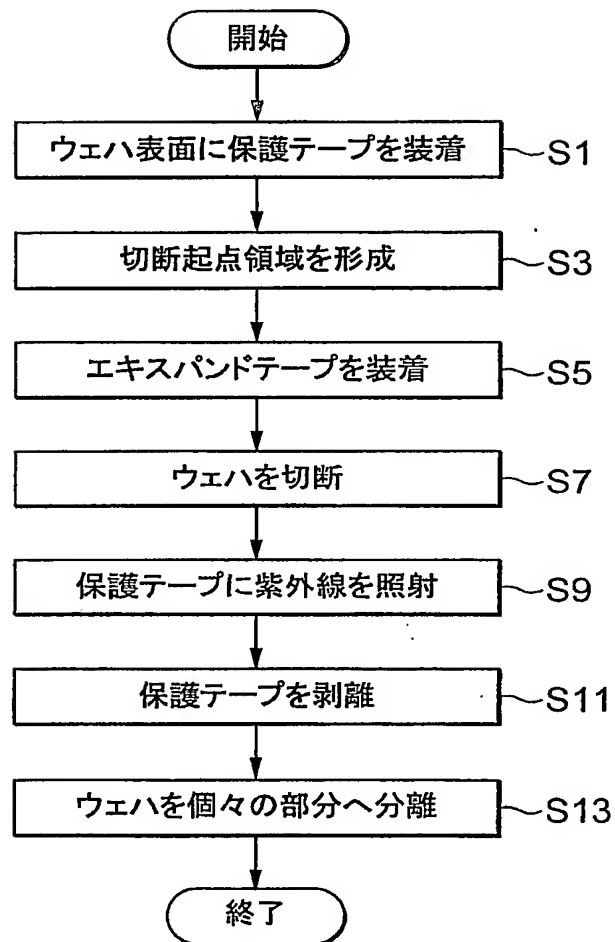 開始
ウェハ表面に保護テープを装着 S1
切断起点領域を形成 S3
エキスパンドテープを装着 S5
ウェハを切断 S7
保護テープに紫外線を照射 S9
保護テープを剥離 S11
ウェハを個々の部分へ分離 S13
終了